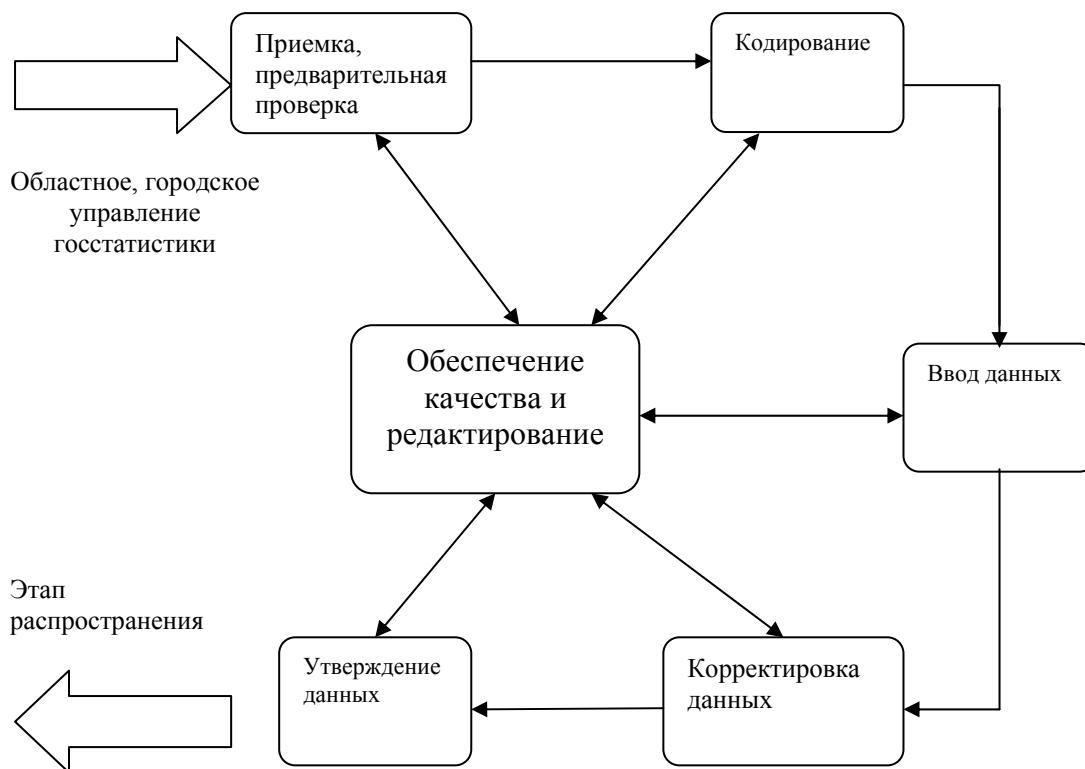 Приемка,
предварительная
проверка
Кодирование
Областное, городское
управление
госстатистики
Обеспечение
качества и
редактирование
Ввод данных
Этап
распространения
Утверждение
данных
Корректировка
данных